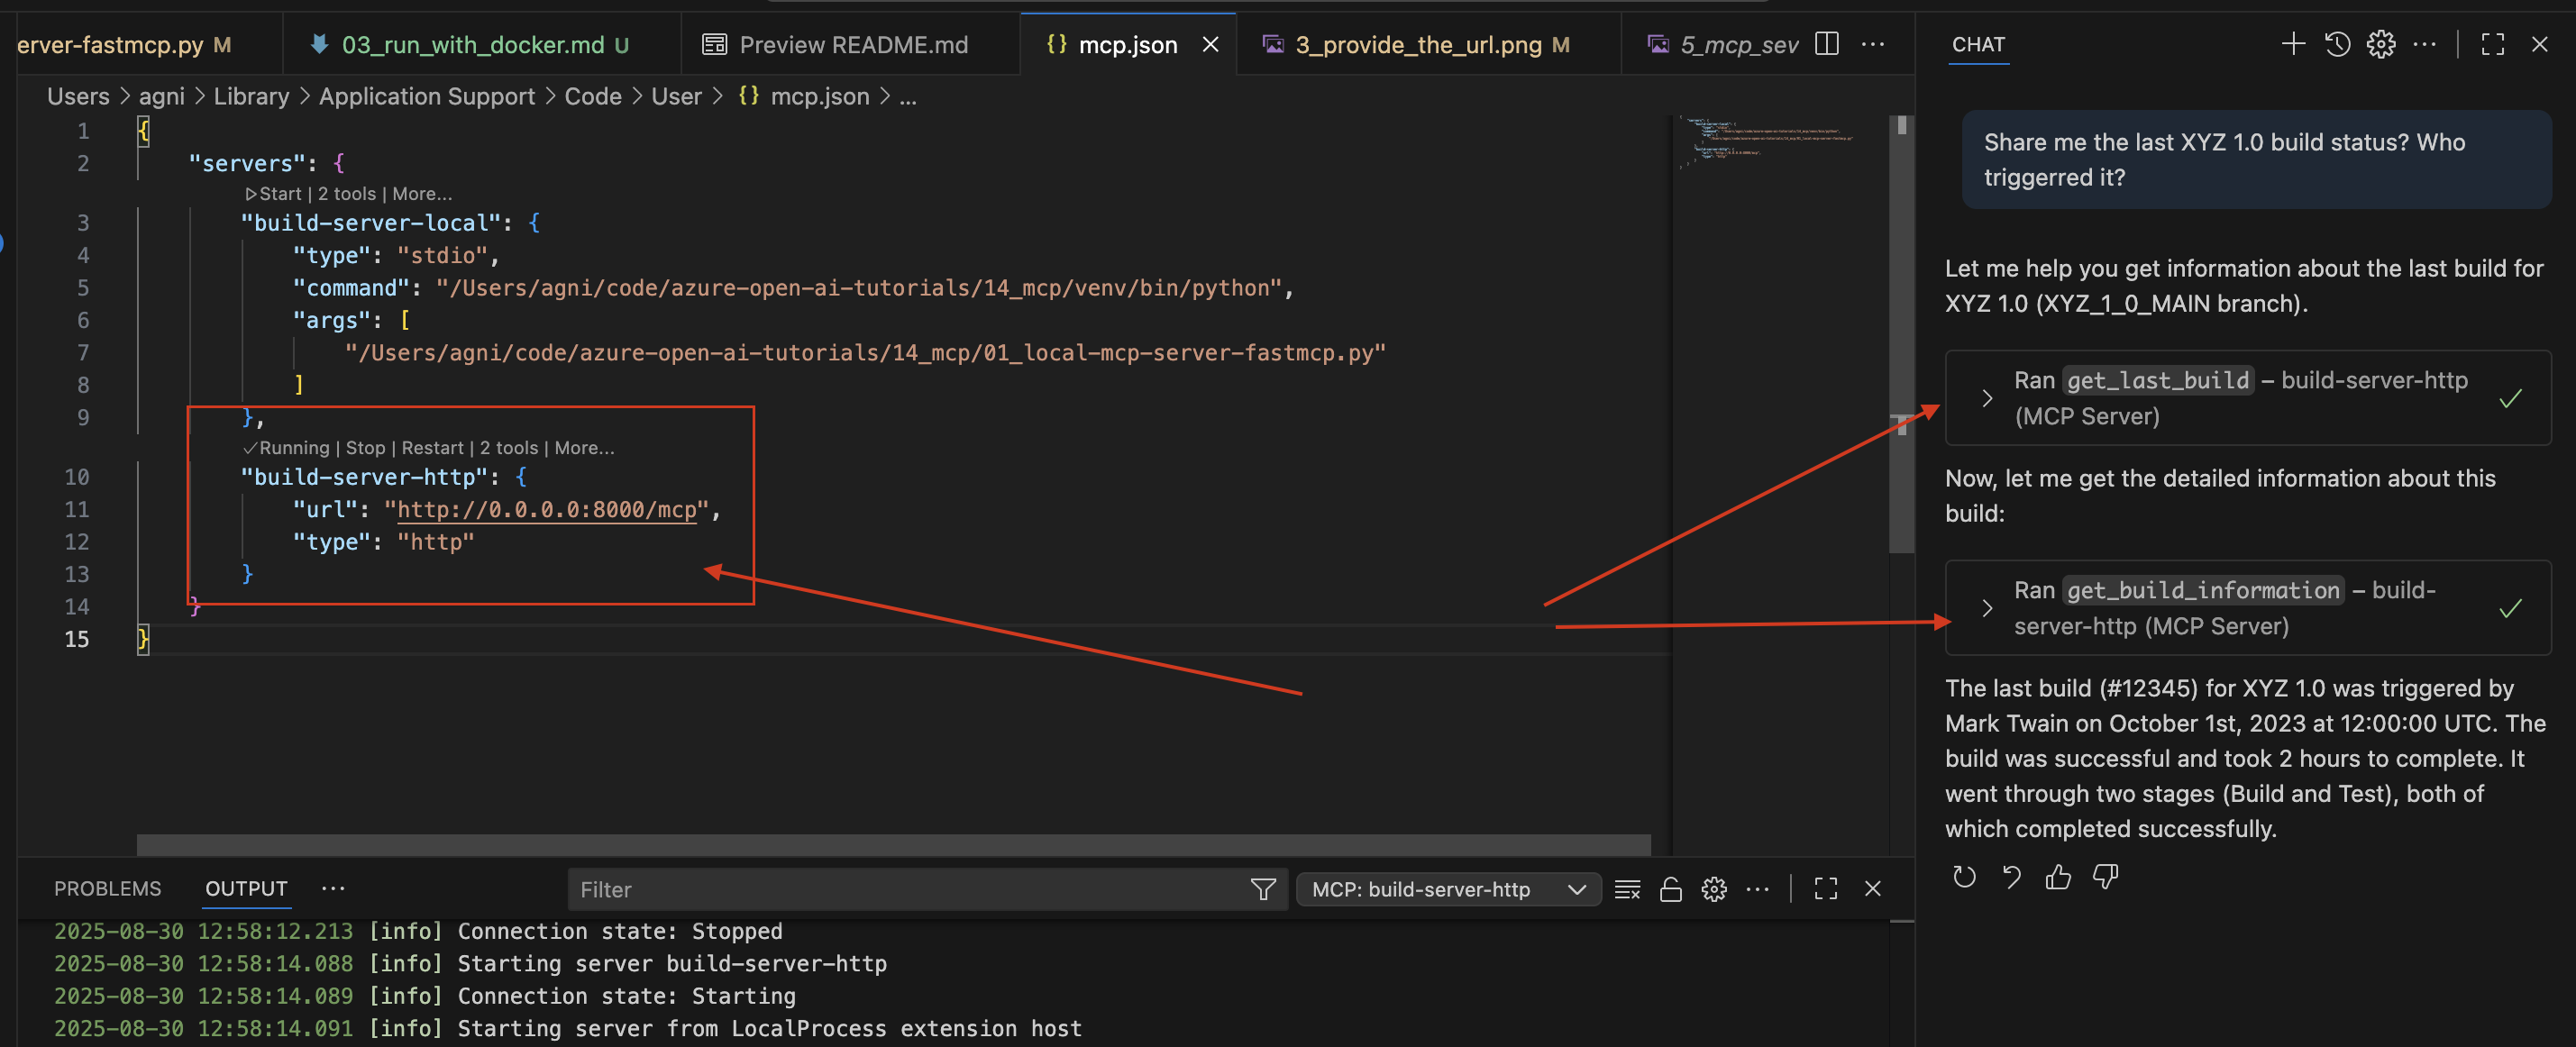 erver-fastmcp.py M
03_run_with_docker.md U
Preview README.md
{} mcp.json
3_provide_the_url.png M
5_mcp_sev
Users > agni > Library > Application Support > Code > User > {} mcp.json > ...
1 {
2 "servers": {
Start | 2 tools | More...
3 "build-server-local": {
4 "type": "stdio",
5 "command": "/Users/agni/code/azure-open-ai-tutorials/14_mcp/venv/bin/python",
6 "args": [
7 "/Users/agni/code/azure-open-ai-tutorials/14_mcp/01_local-mcp-server-fastmcp.py"
8 ]
9 },
✓Running | Stop | Restart | 2 tools | More...
10 "build-server-http": {
11 "url": "http://0.0.0.0:8000/mcp",
12 "type": "http"
13 }
14 }
15 }
PROBLEMS
OUTPUT
Filter
MCP: build-server-http
2025-08-30 12:58:12.213 [info] Connection state: Stopped
2025-08-30 12:58:14.088 [info] Starting server build-server-http
2025-08-30 12:58:14.089 [info] Connection state: Starting
2025-08-30 12:58:14.091 [info] Starting server from LocalProcess extension host
CHAT
Share me the last XYZ 1.0 build status? Who
triggerred it?
Let me help you get information about the last build for
XYZ 1.0 (XYZ_1_0_MAIN branch).
Ran get_last_build – build-server-http
(MCP Server)
Now, let me get the detailed information about this
build:
Ran get_build_information – build-
server-http (MCP Server)
The last build (#12345) for XYZ 1.0 was triggered by
Mark Twain on October 1st, 2023 at 12:00:00 UTC. The
build was successful and took 2 hours to complete. It
went through two stages (Build and Test), both of
which completed successfully.